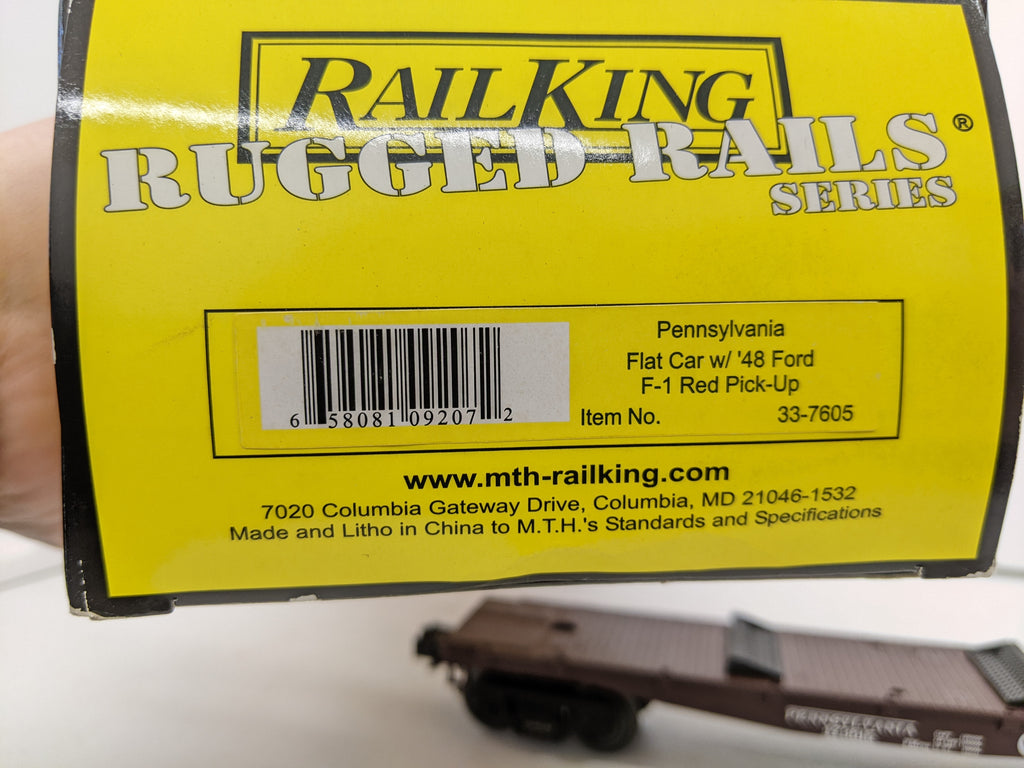 RAILKING
RUGGED RAILS®
SERIES
6 58081 09207 2
Pennsylvania
Flat Car w/ '48 Ford
F-1 Red Pick-Up
Item No. 33-7605
www.mth-railking.com
7020 Columbia Gateway Drive, Columbia, MD 21046-1532
Made and Litho in China to M.T.H.'s Standards and Specifications
PENNSYLVANIA